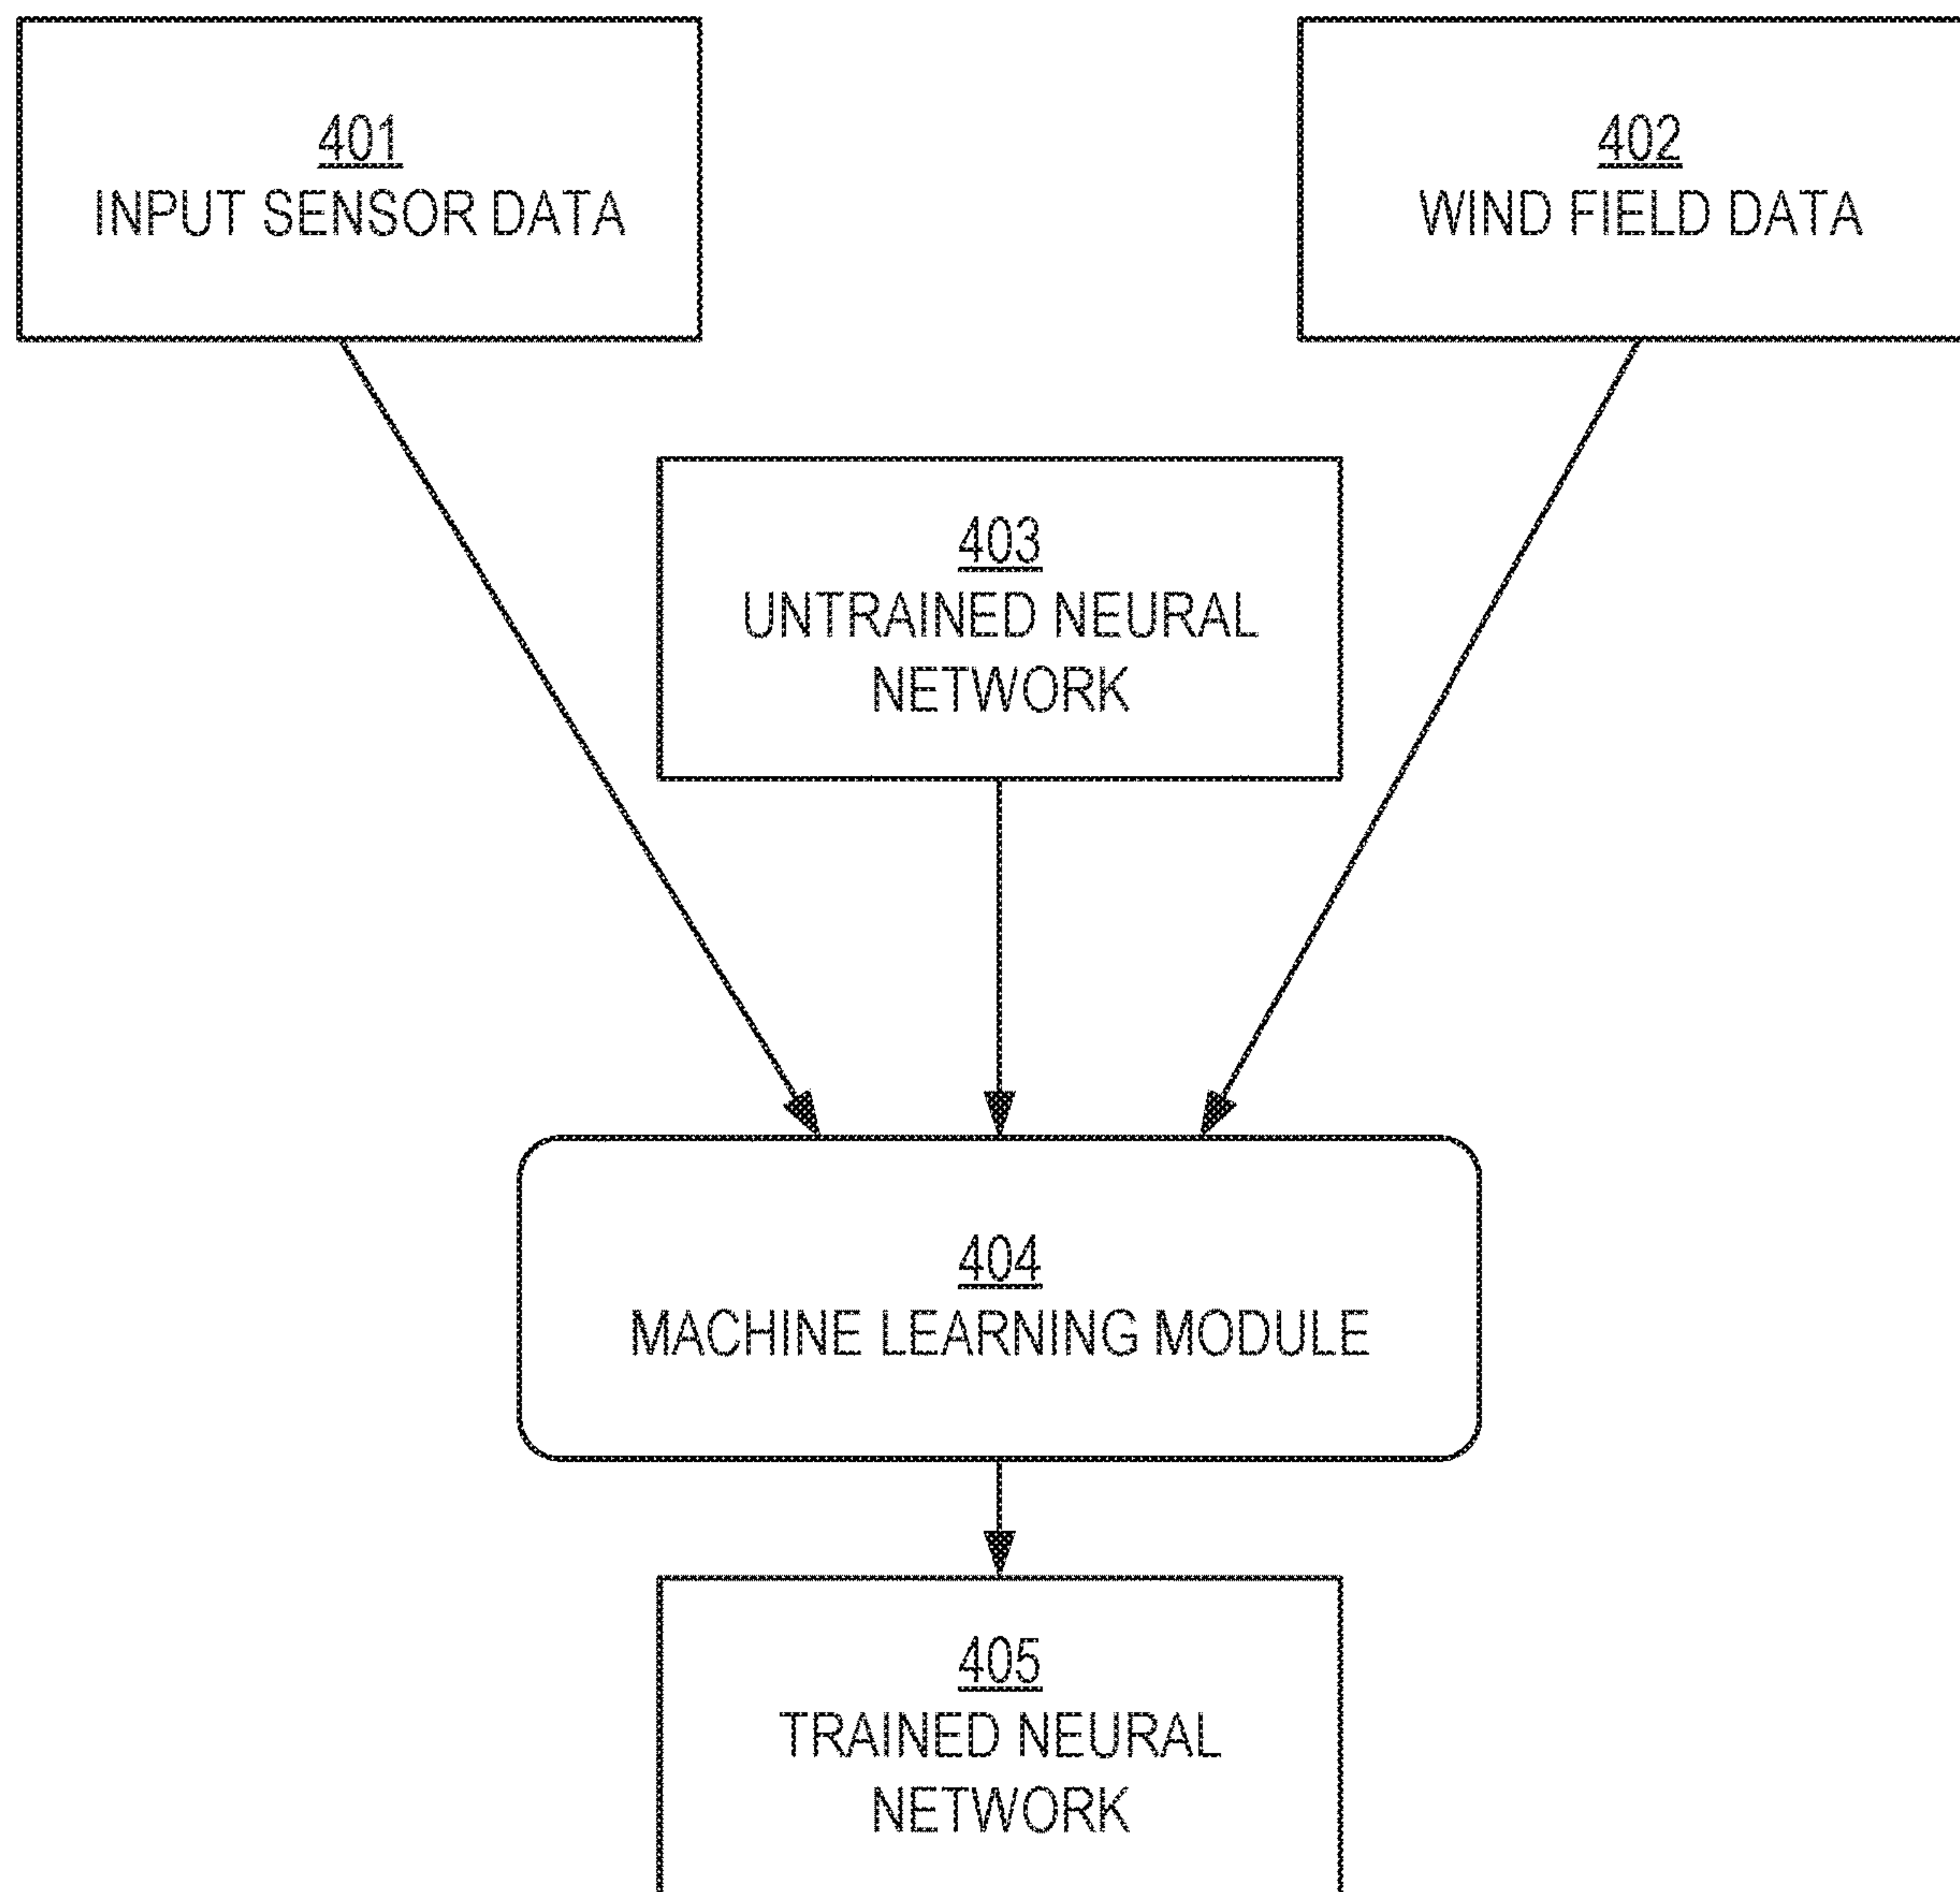 401
INPUT SENSOR DATA
402
WIND FIELD DATA
403
UNTRAINED NEURAL
NETWORK
404
MACHINE LEARNING MODULE
405
TRAINED NEURAL
NETWORK